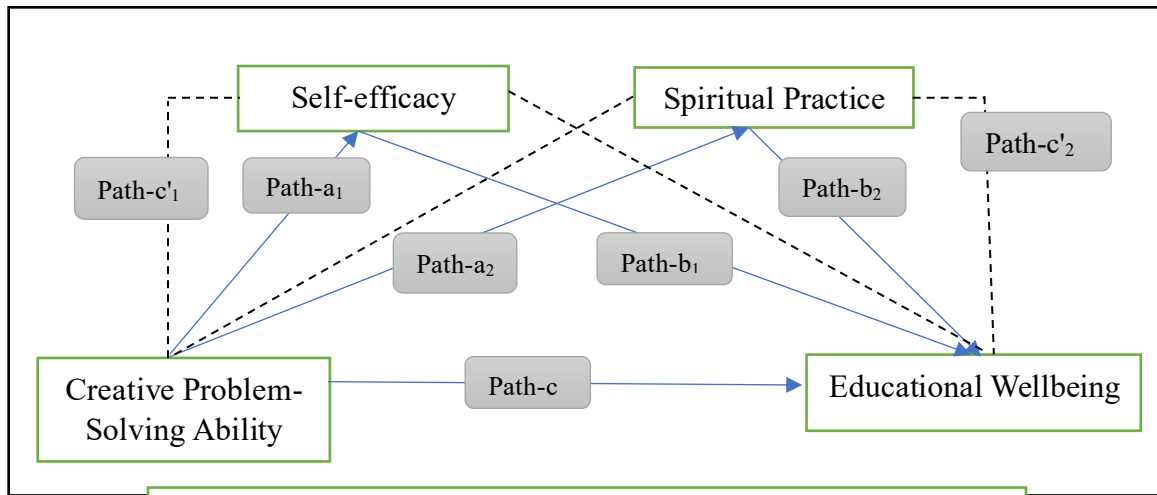 Self-efficacy
Spiritual Practice
Path-c'₁
Path-a₁
Path-b₂
Path-c'₂
Path-a₂
Path-b₁
Creative Problem-
Solving Ability
Path-c
Educational Wellbeing